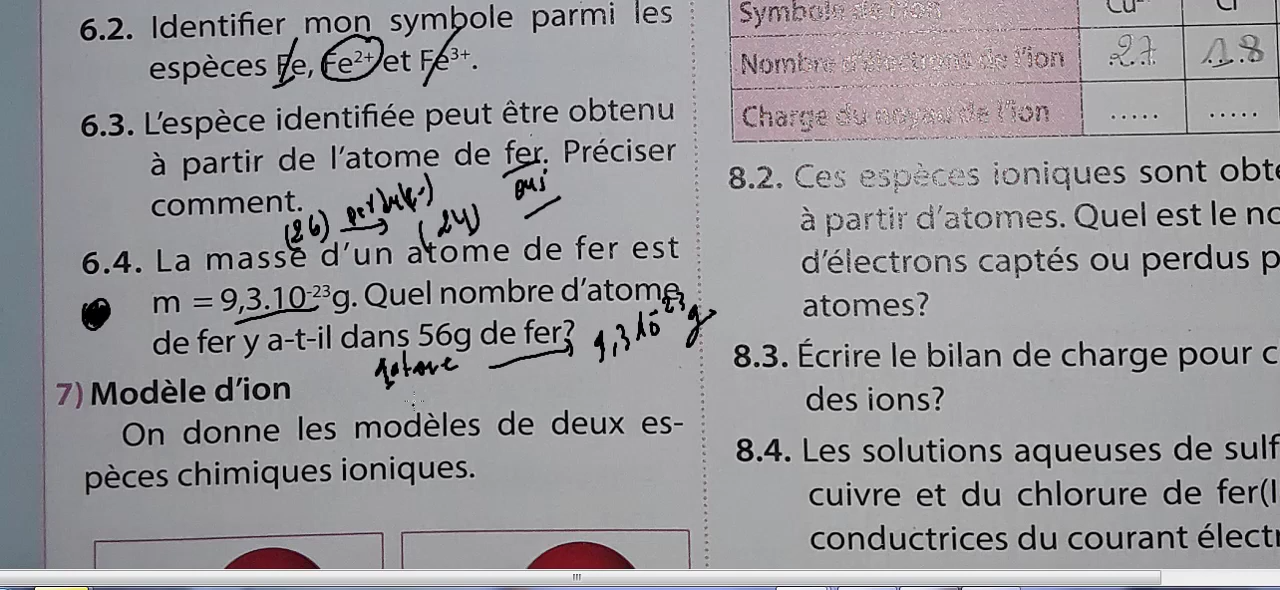 6.2. Identifier mon symbole parmi les
espèces Fe, Fe²⁺ et Fe³⁺.
6.3. L'espèce identifiée peut être obtenu
à partir de l'atome de fer. Préciser
comment.
oui
(26) (24)
6.4. La masse d'un atome de fer est
m = 9,3.10⁻²³g. Quel nombre d'atome
de fer y a-t-il dans 56g de fer?
1 atome 9,3 10⁻²³ g
7) Modèle d'ion
On donne les modèles de deux es-
pèces chimiques ioniques.
Symbole de l'ion Cu Cl
Nombre d'électrons de l'ion 27 18
Charge du noyau de l'ion ..... .....
8.2. Ces espèces ioniques sont obte
à partir d'atomes. Quel est le no
d'électrons captés ou perdus p
atomes?
8.3. Écrire le bilan de charge pour c
des ions?
8.4. Les solutions aqueuses de sulf
cuivre et du chlorure de fer(I
conductrices du courant électr